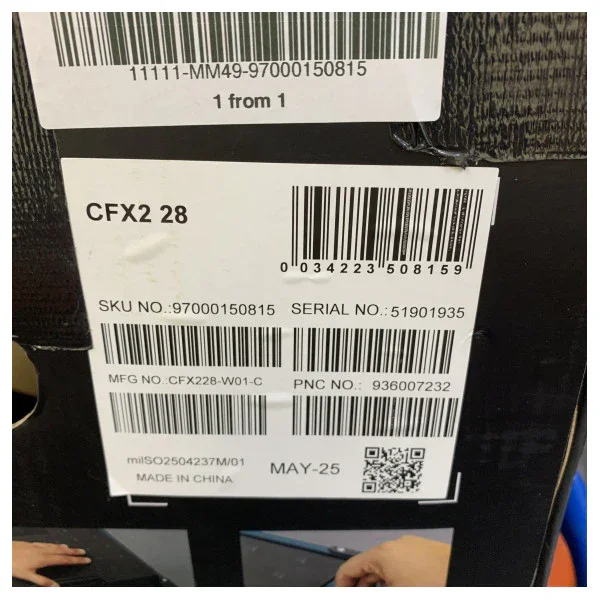 11111-MM49-97000150815
1 from 1
CFX2 28
0 034223 508159
SKU NO.:97000150815 SERIAL NO.:51901935
MFG NO.:CFX228-W01-C PNC NO.: 936007232
milSO2504237M/01 MAY-25
MADE IN CHINA